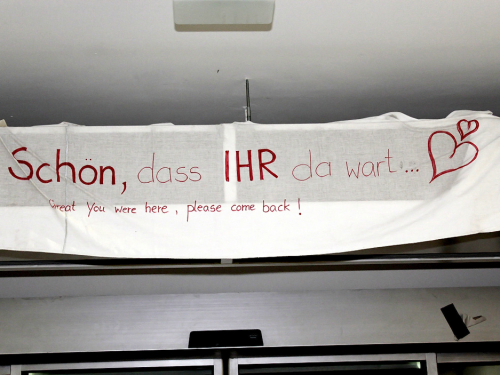 Schön, dass IHR da wart...
Great you were here, please come back!